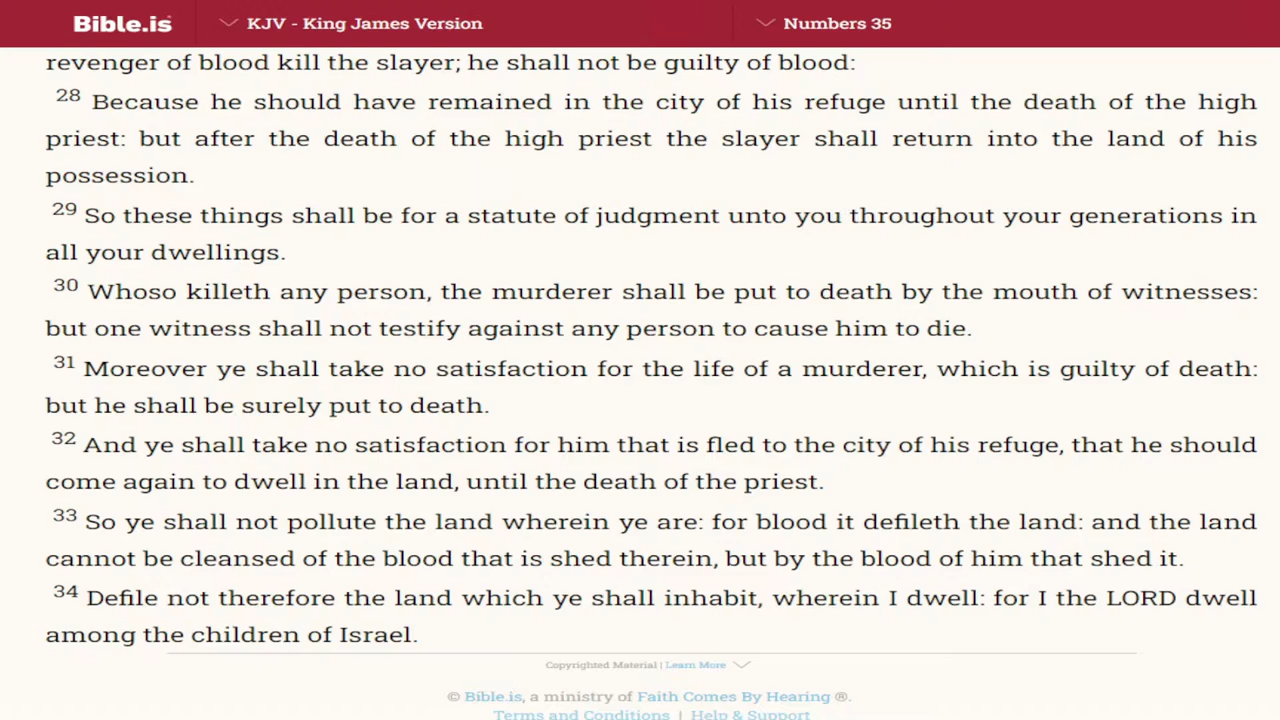 Bible.is KJV - King James Version Numbers 35
revenger of blood kill the slayer; he shall not be guilty of blood:
28 Because he should have remained in the city of his refuge until the death of the high
priest: but after the death of the high priest the slayer shall return into the land of his
possession.
29 So these things shall be for a statute of judgment unto you throughout your generations in
all your dwellings.
30 Whoso killeth any person, the murderer shall be put to death by the mouth of witnesses:
but one witness shall not testify against any person to cause him to die.
31 Moreover ye shall take no satisfaction for the life of a murderer, which is guilty of death:
but he shall be surely put to death.
32 And ye shall take no satisfaction for him that is fled to the city of his refuge, that he should
come again to dwell in the land, until the death of the priest.
33 So ye shall not pollute the land wherein ye are: for blood it defileth the land: and the land
cannot be cleansed of the blood that is shed therein, but by the blood of him that shed it.
34 Defile not therefore the land which ye shall inhabit, wherein I dwell: for I the LORD dwell
among the children of Israel.
Copyrighted Material | Learn More
© Bible.is, a ministry of Faith Comes By Hearing ®.
Terms and Conditions | Help & Support